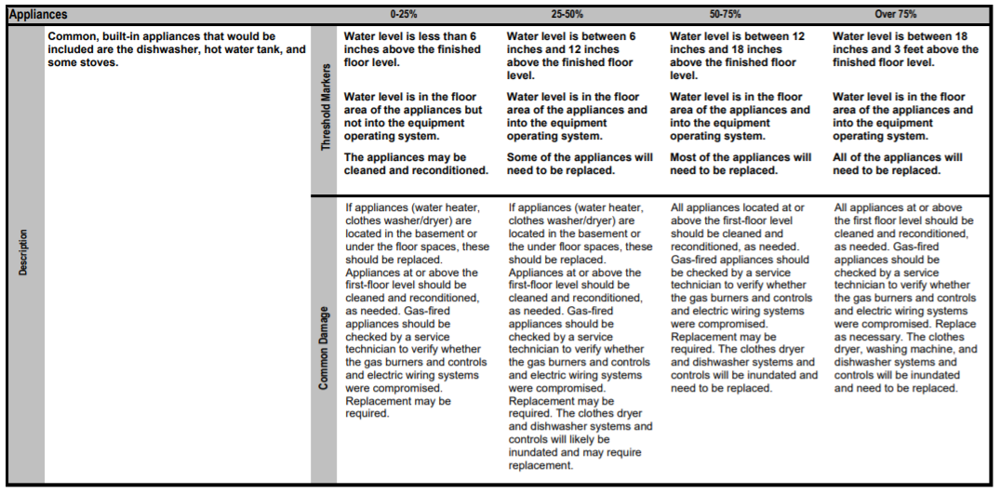 Appliances 0-25% 25-50% 50-75% Over 75%
Description
Common, built-in appliances that would be
included are the dishwasher, hot water tank, and
some stoves.
Threshold Markers
Water level is less than 6
inches above the finished
floor level.
Water level is in the floor
area of the appliances but
not into the equipment
operating system.
The appliances may be
cleaned and reconditioned.
Water level is between 6
inches and 12 inches
above the finished floor
level.
Water level is in the floor
area of the appliances and
into the equipment
operating system.
Some of the appliances will
need to be replaced.
Water level is between 12
inches and 18 inches
above the finished floor
level.
Water level is in the floor
area of the appliances and
into the equipment
operating system.
Most of the appliances will
need to be replaced.
Water level is between 18
inches and 3 feet above the
finished floor level.
Water level is in the floor
area of the appliances and
into the equipment
operating system.
All of the appliances will
need to be replaced.
Common Damage
If appliances (water heater,
clothes washer/dryer) are
located in the basement or
under the floor spaces, these
should be replaced.
Appliances at or above the
first-floor level should be
cleaned and reconditioned,
as needed. Gas-fired
appliances should be
checked by a service
technician to verify whether
the gas burners and controls
and electric wiring systems
were compromised.
Replacement may be
required.
If appliances (water heater,
clothes washer/dryer) are
located in the basement or
the under floor spaces, these
should be replaced.
Appliances at or above the
first-floor level should be
cleaned and reconditioned,
as needed. Gas-fired
appliances should be
checked by a service
technician to verify whether
the gas burners and controls
and electric wiring systems
were compromised.
Replacement may be
required. The clothes dryer
and dishwasher systems and
controls will likely be
inundated and may require
replacement.
All appliances located at or
above the first-floor level
should be cleaned and
reconditioned, as needed.
Gas-fired appliances should
be checked by a service
technician to verify whether
the gas burners and controls
and electric wiring systems
were compromised.
Replacement may be
required. The clothes dryer
and dishwasher systems and
controls will be inundated and
need to be replaced.
All appliances at or above
the first floor level should be
cleaned and reconditioned,
as needed. Gas-fired
appliances should be
checked by a service
technician to verify whether
the gas burners and controls
and electric wiring systems
were compromised. Replace
as necessary. The clothes
dryer, washing machine, and
dishwasher systems and
controls will be inundated
and need to be replaced.